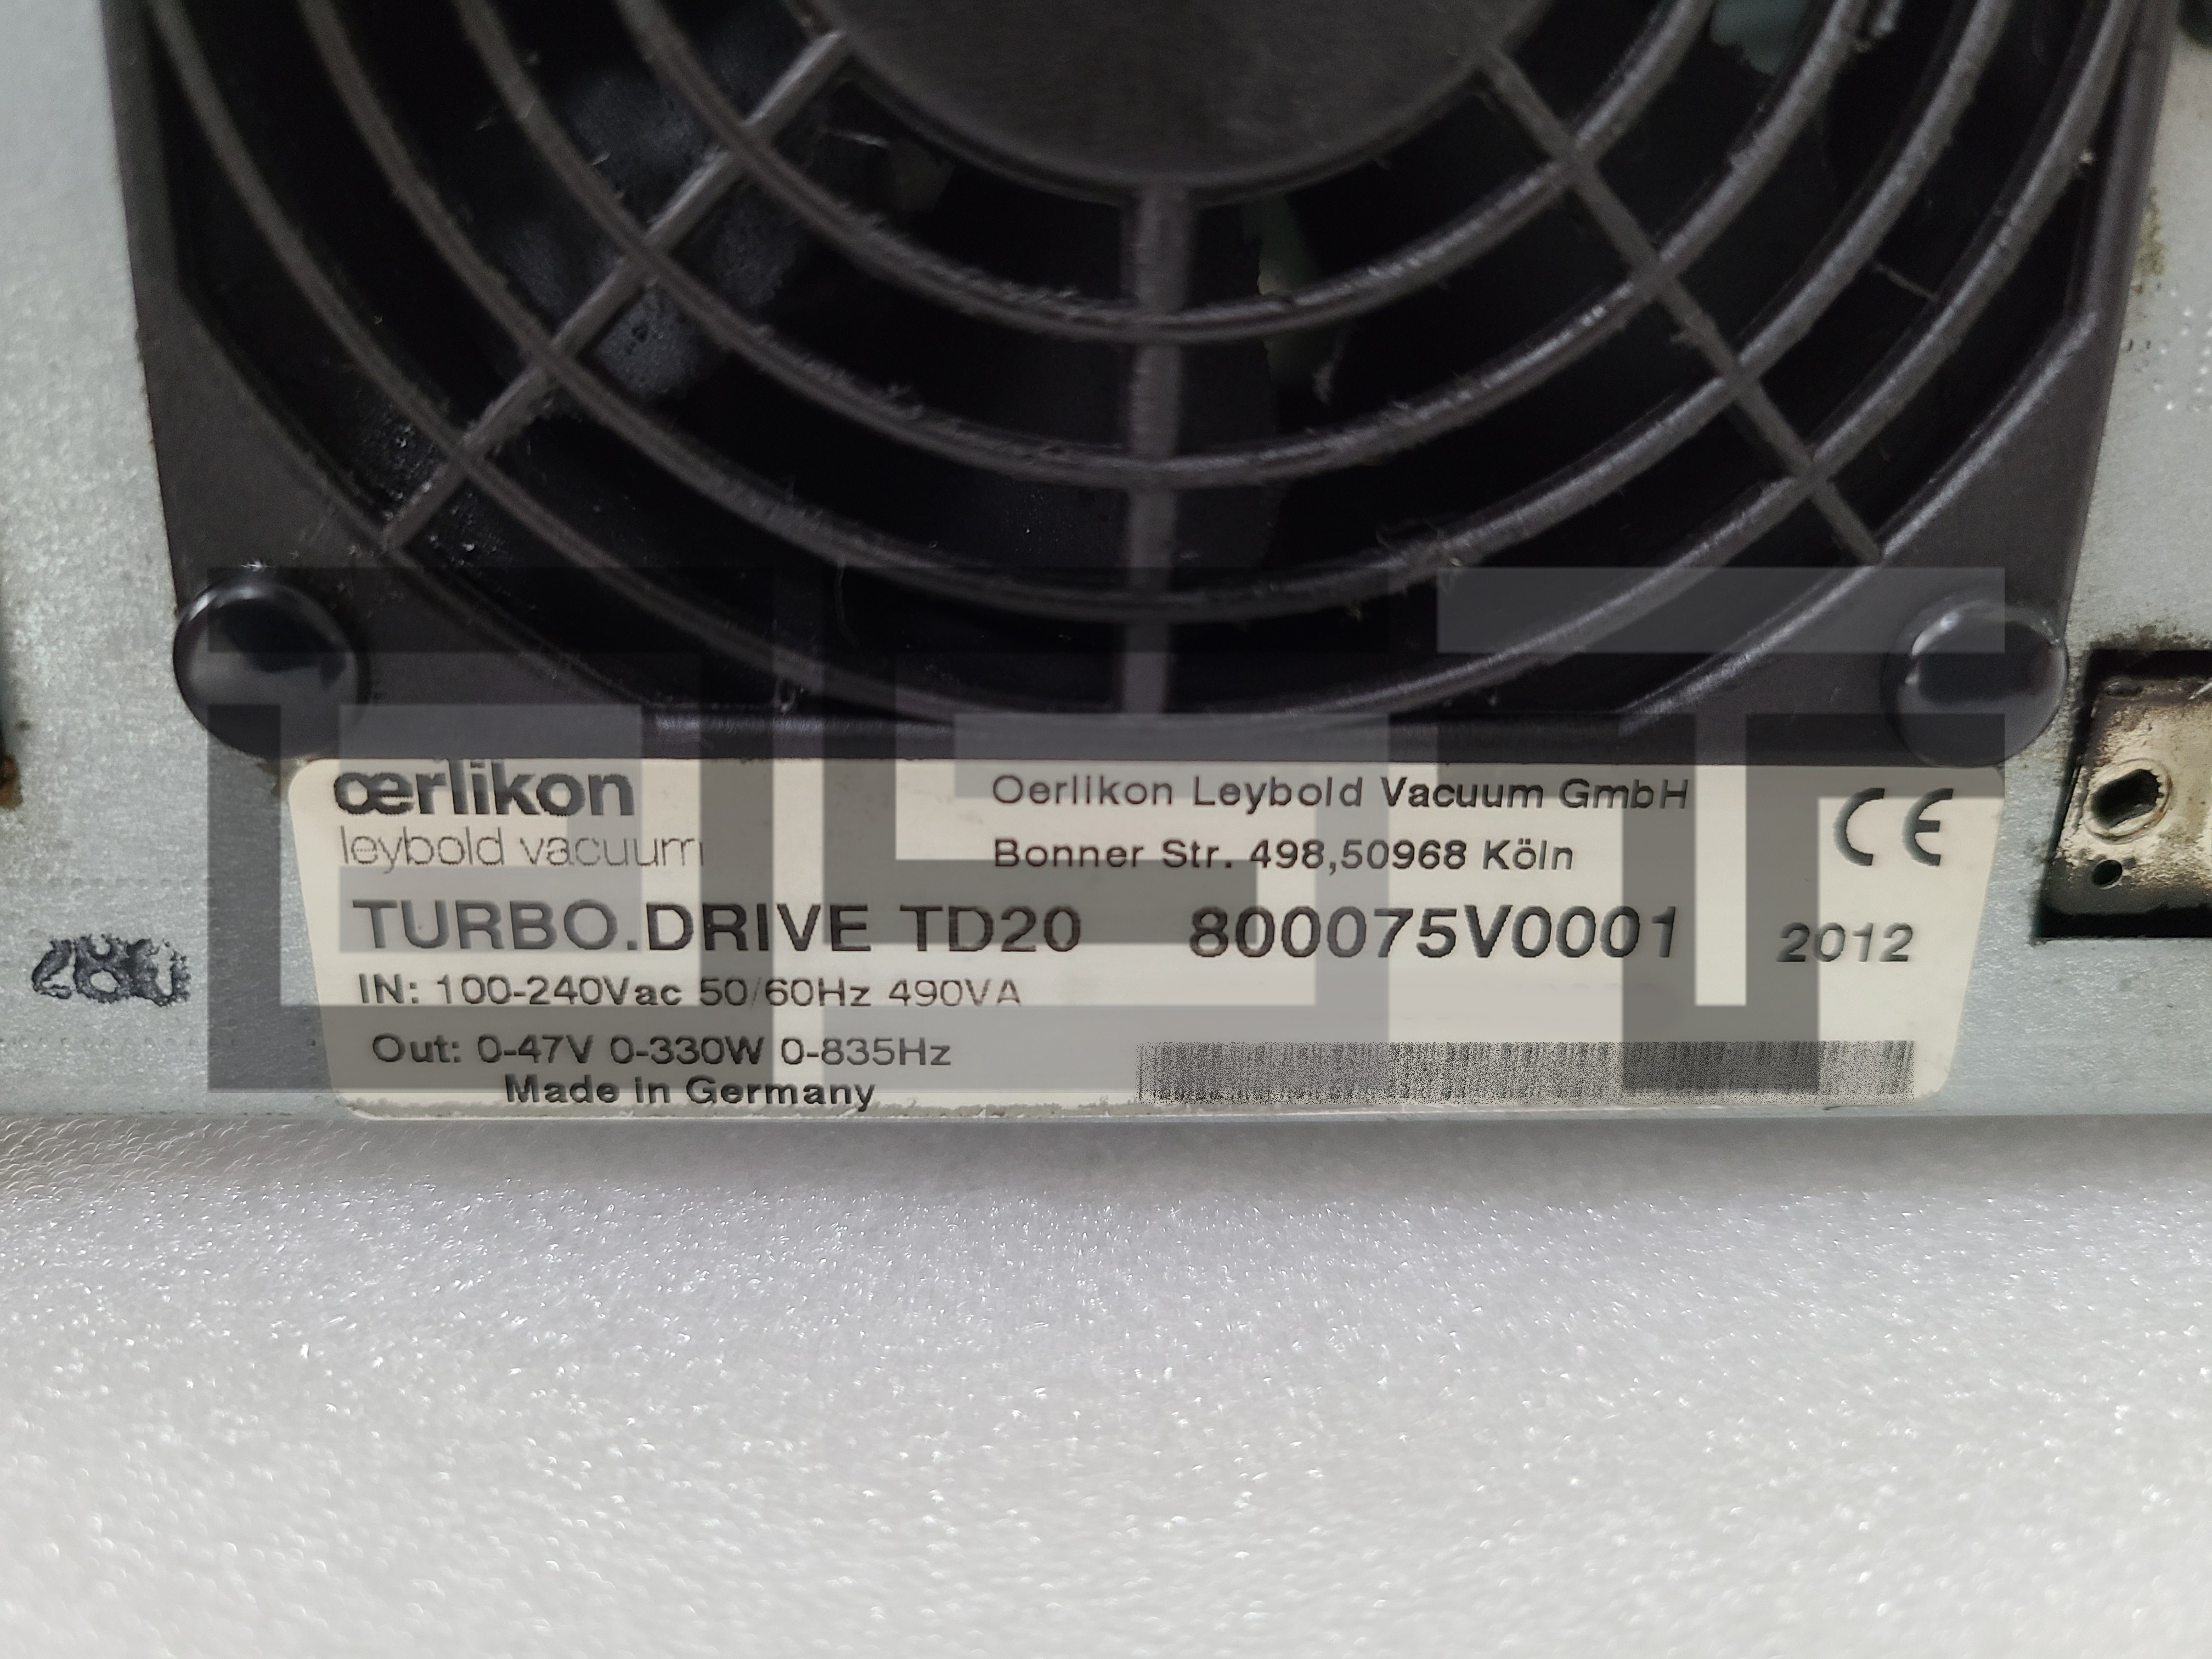 œrlikon
leybold vacuum
Oerlikon Leybold Vacuum GmbH
Bonner Str. 498,50968 Köln
CE
TURBO.DRIVE TD20 800075V0001 2012
IN: 100-240Vac 50/60Hz 490VA
Out: 0-47V 0-330W 0-835Hz
Made in Germany